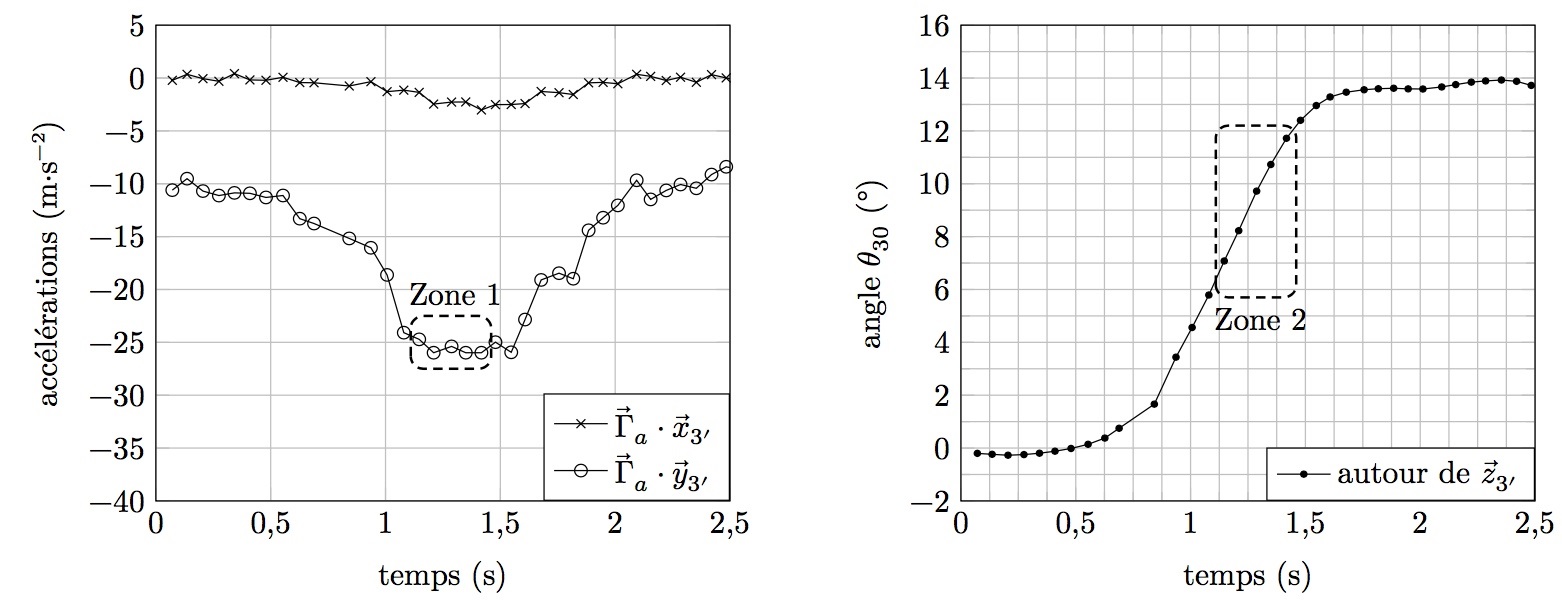 5
0
−5
−10
−15
−20
−25
−30
−35
−40
0 0,5 1 1,5 2 2,5
temps (s)
accélérations (m·s⁻²)
Zone 1
Γ⃗ₐ · x⃗₃′
Γ⃗ₐ · y⃗₃′
16
14
12
10
8
6
4
2
0
−2
0 0,5 1 1,5 2 2,5
temps (s)
angle θ₃₀ (°)
Zone 2
autour de z⃗₃′